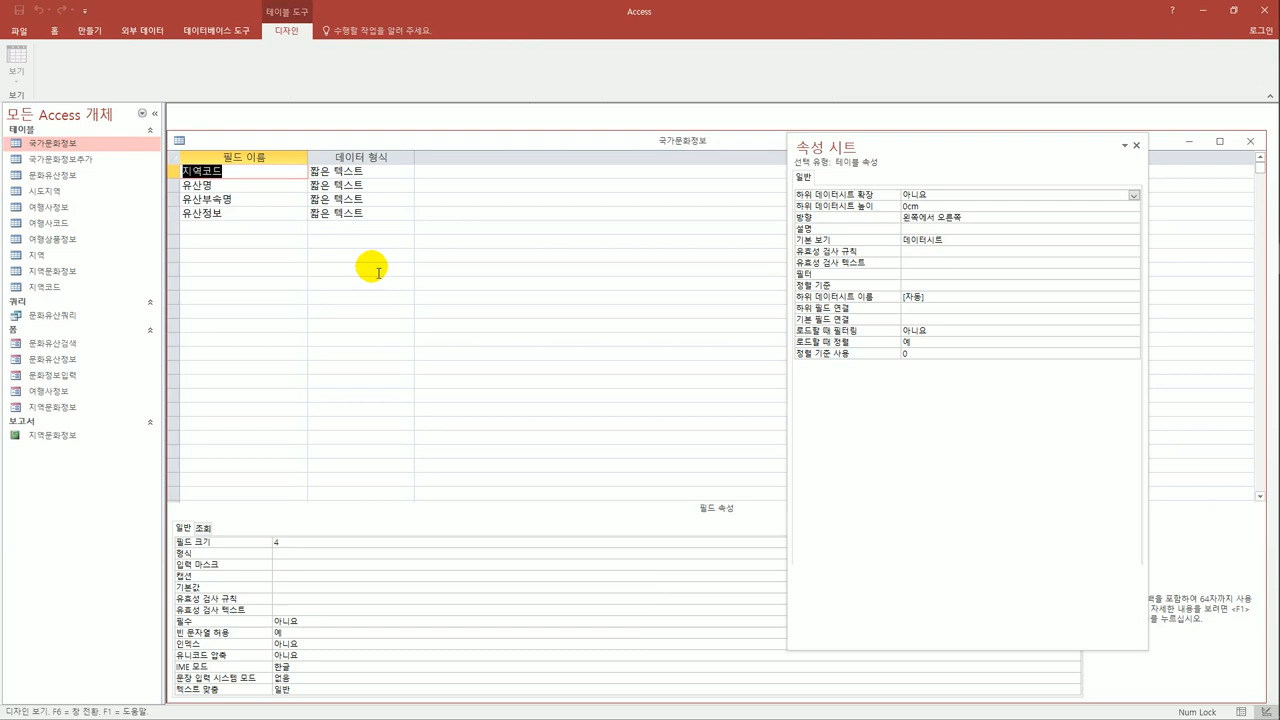 테이블 도구
Access
파일 홈 만들기 외부 데이터 데이터베이스 도구 디자인 수행할 작업을 알려 주세요.
로그인
보기
보기
모든 Access 개체
테이블
국가문화정보
국가문화정보추가
문화유산정보
시도지역
여행사정보
여행사코드
여행상품정보
지역
지역문화정보
지역코드
쿼리
문화유산쿼리
폼
문화유산검색
문화유산정보
문화정보입력
여행사정보
지역문화정보
보고서
지역문화정보
국가문화정보
필드 이름 데이터 형식
지역코드 짧은 텍스트
유산명 짧은 텍스트
유산부속명 짧은 텍스트
유산정보 짧은 텍스트
필드 속성
일반 조회
필드 크기 4
형식
입력 마스크
캡션
기본값
유효성 검사 규칙
유효성 검사 텍스트
필수 아니요
빈 문자열 허용 예
인덱스 아니요
유니코드 압축 아니요
IME 모드 한글
문장 입력 시스템 모드 없음
텍스트 맞춤 일반
속성 시트
선택 유형: 테이블 속성
일반
하위 데이터시트 확장 아니요
하위 데이터시트 높이 0cm
방향 왼쪽에서 오른쪽
설명
기본 보기 데이터시트
유효성 검사 규칙
유효성 검사 텍스트
필터
정렬 기준
하위 데이터시트 이름 [자동]
하위 필드 연결
기본 필드 연결
로드할 때 필터링 아니요
로드할 때 정렬 예
정렬 기준 사용 0
포함하여 64자까지 사용
자세한 내용을 보려면 <F1>
를 누르십시오.
디자인 보기. F6 = 창 전환. F1 = 도움말.
Num Lock